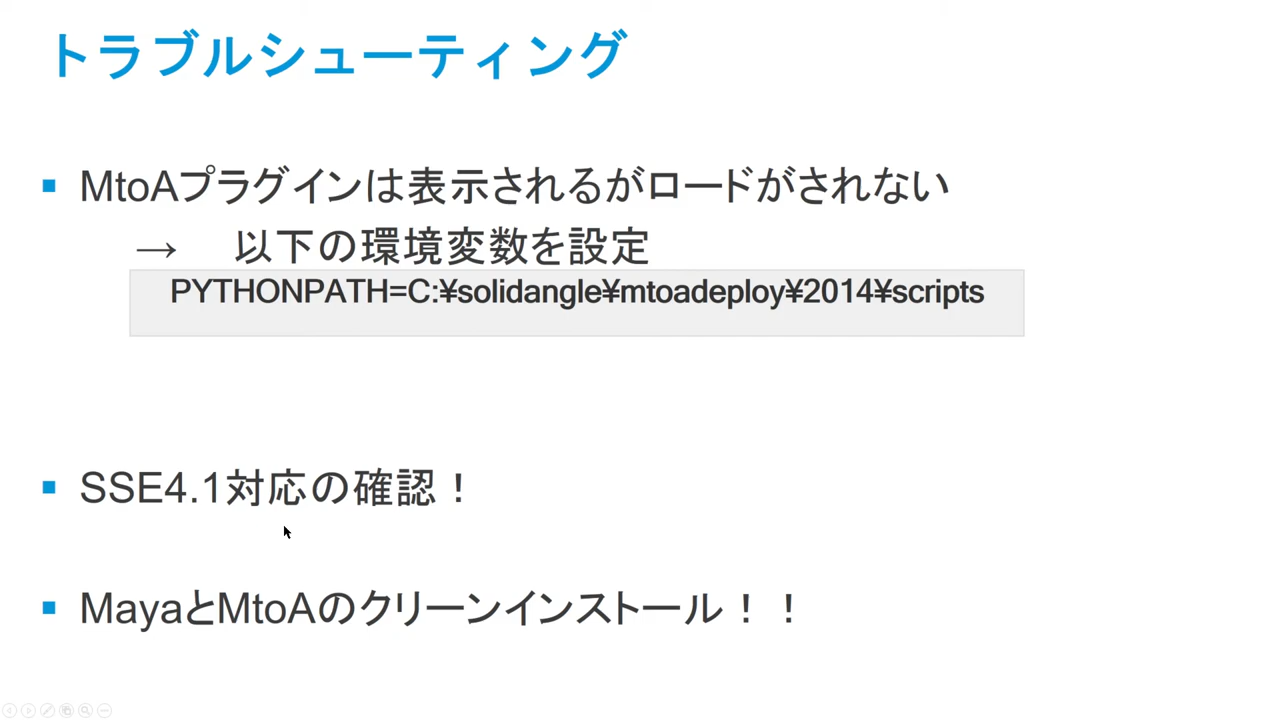 トラブルシューティング
MtoAプラグインは表示されるがロードがされない
→　以下の環境変数を設定
PYTHONPATH=C:¥solidangle¥mtoadeploy¥2014¥scripts
SSE4.1対応の確認！
MayaとMtoAのクリーンインストール！！